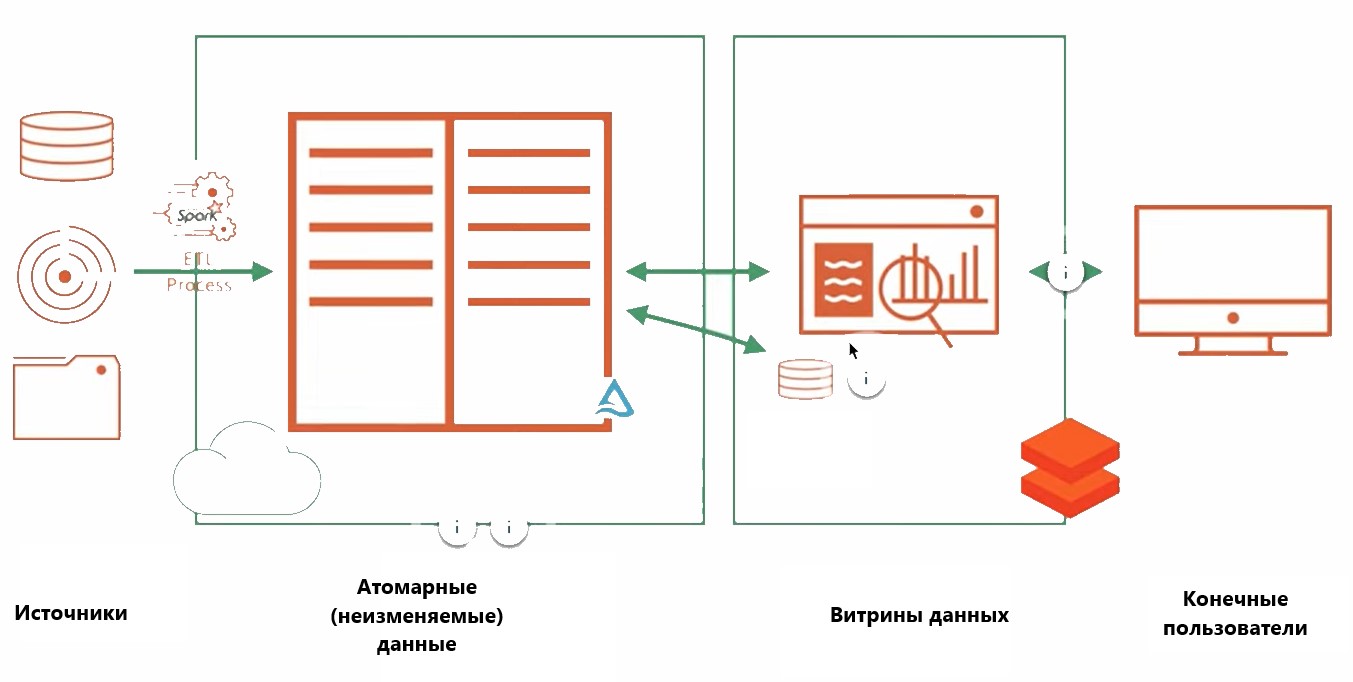 Spark
ETL
Process
i
i
i
i
Источники
Атомарные
(неизменяемые)
данные
Витрины данных
Конечные
пользователи